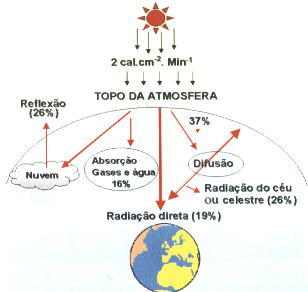 2 cal.cm-2. Min-1
TOPO DA ATMOSFERA
Reflexão
(26%)
37%
Nuvem
Absorção
Gases e água
16%
Difusão
Radiação do céu
ou celestre (26%)
Radiação direta (19%)